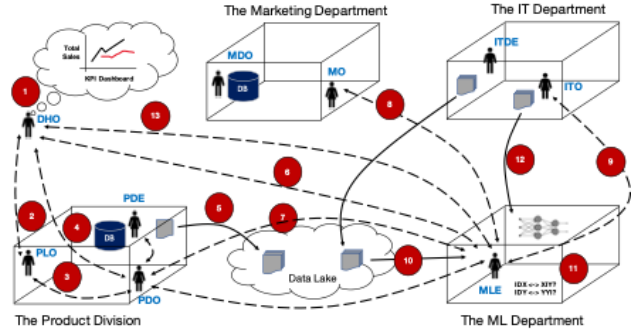 The Marketing Department
The IT Department
Total
Sales
KPI Dashboard
MDO
DB
MO
ITDE
ITO
1
DHO
13
8
12
9
6
PDE
2
4
5
7
DB
PLO
3
PDO
Data Lake
10
MLE
11
IDX <-> XIY?
IDY <-> YYI?
The Product Division
The ML Department